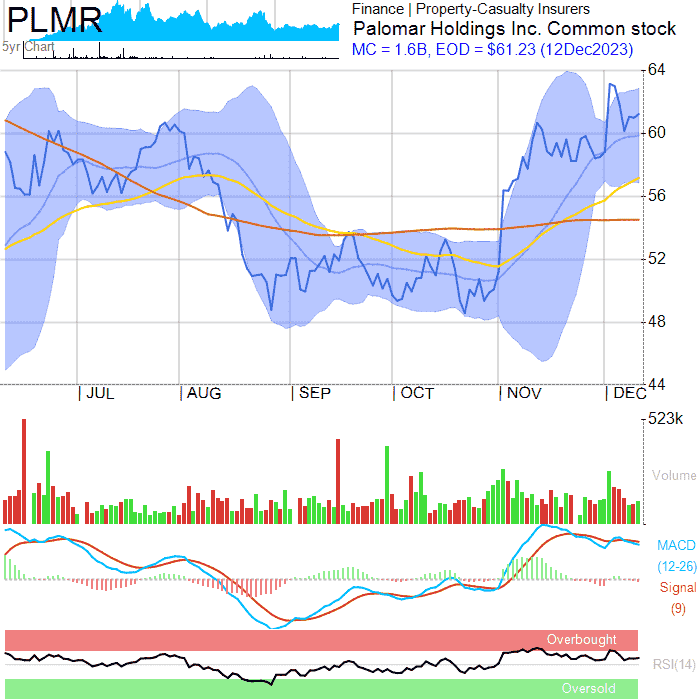 PLMR
5yr Chart
Finance | Property-Casualty Insurers
Palomar Holdings Inc. Common stock
MC = 1.6B, EOD = $61.23 (12Dec2023)
64
60
56
52
48
44
JUL
AUG
SEP
OCT
NOV
DEC
523k
Volume
MACD
(12-26)
Signal
(9)
Overbought
RSI(14)
Oversold